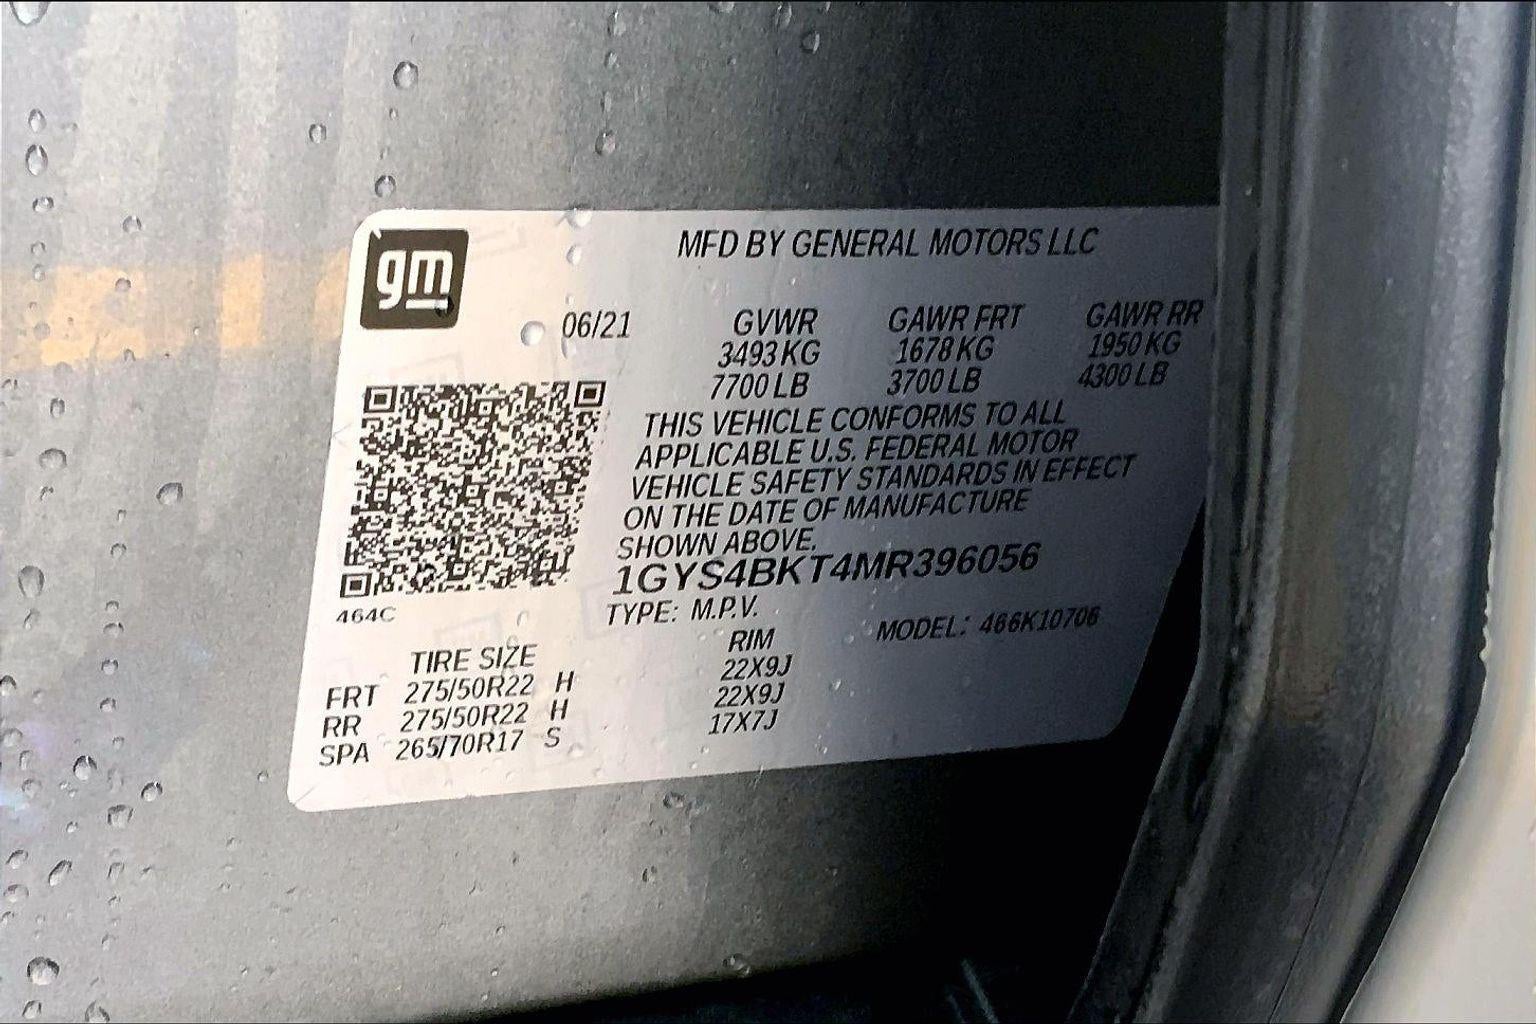 gm
MFD BY GENERAL MOTORS LLC
06/21 GVWR GAWR FRT GAWR RR
3493 KG 1678 KG 1950 KG
7700 LB 3700 LB 4300 LB
THIS VEHICLE CONFORMS TO ALL
APPLICABLE U.S. FEDERAL MOTOR
VEHICLE SAFETY STANDARDS IN EFFECT
ON THE DATE OF MANUFACTURE
SHOWN ABOVE.
1GYS4BKT4MR396056
464C
TYPE: M.P.V. MODEL: 466K10706
TIRE SIZE RIM
FRT 275/50R22 H 22X9J
RR 275/50R22 H 22X9J
SPA 265/70R17 S 17X7J